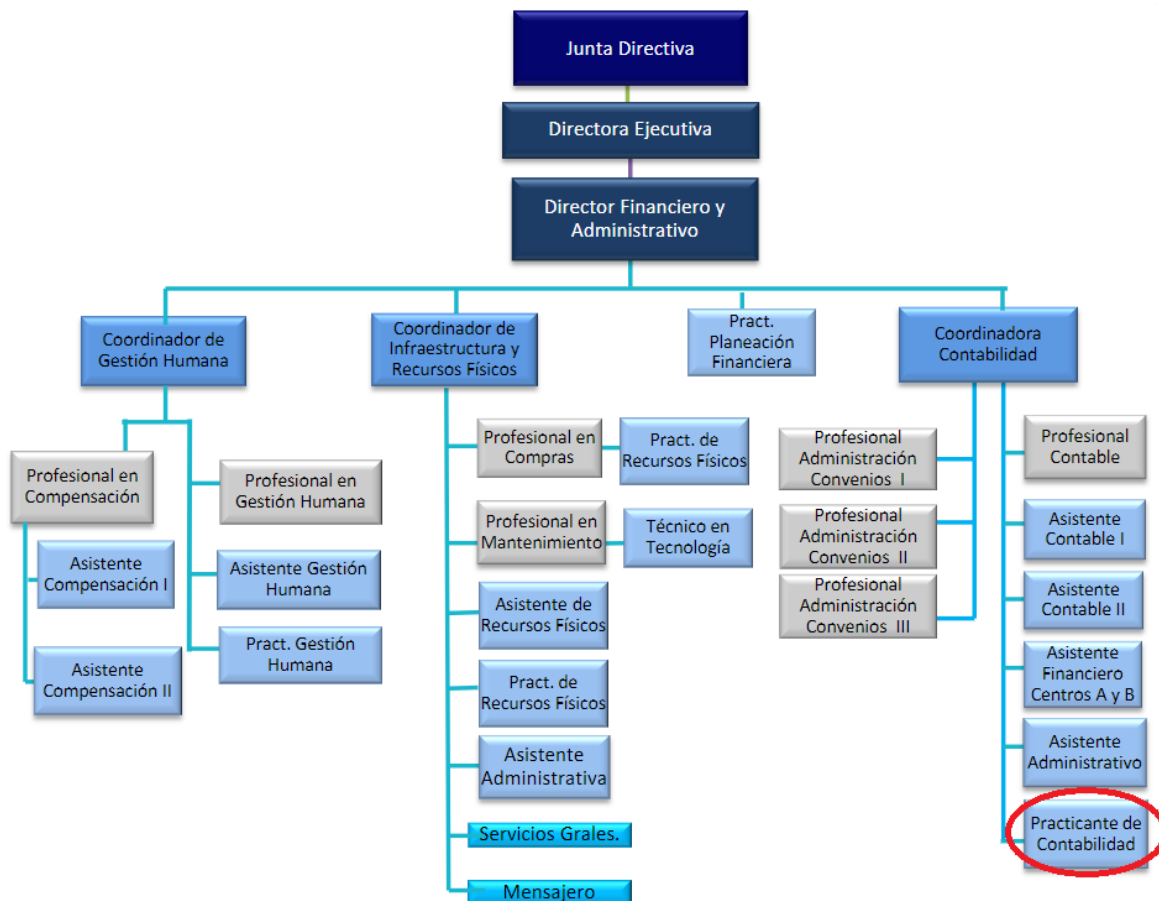 Junta Directiva
Directora Ejecutiva
Director Financiero y
Administrativo
Coordinador de
Gestión Humana
Coordinador de
Infraestructura y
Recursos Físicos
Pract.
Planeación
Financiera
Coordinadora
Contabilidad
Profesional en
Compensación
Asistente
Compensación I
Asistente
Compensación II
Profesional en
Gestión Humana
Asistente Gestión
Humana
Pract. Gestión
Humana
Profesional en
Compras
Pract. de
Recursos Físicos
Profesional en
Mantenimiento
Técnico en
Tecnología
Asistente de
Recursos Físicos
Pract. de
Recursos Físicos
Asistente
Administrativa
Servicios Grales.
Mensajero
Profesional
Administración
Convenios I
Profesional
Administración
Convenios II
Profesional
Administración
Convenios III
Profesional
Contable
Asistente
Contable I
Asistente
Contable II
Asistente
Financiero
Centros A y B
Asistente
Administrativo
Practicante de
Contabilidad